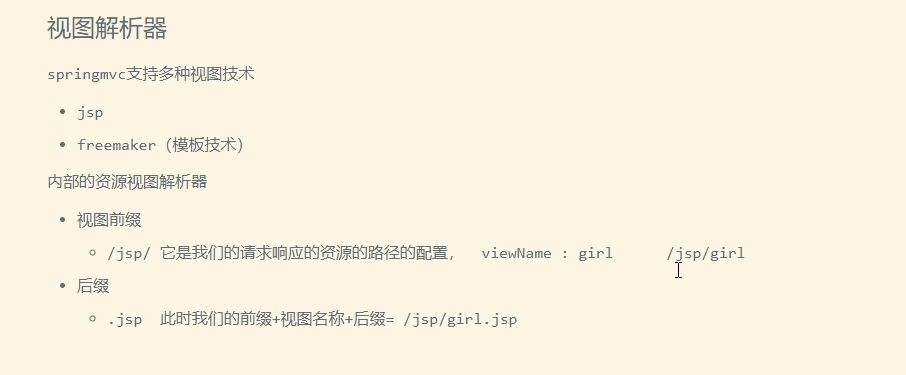 视图解析器
springmvc支持多种视图技术
jsp
freemaker（模板技术）
内部的资源视图解析器
视图前缀
/jsp/ 它是我们的请求响应的资源的路径的配置， viewName : girl /jsp/girl
后缀
.jsp 此时我们的前缀+视图名称+后缀= /jsp/girl.jsp